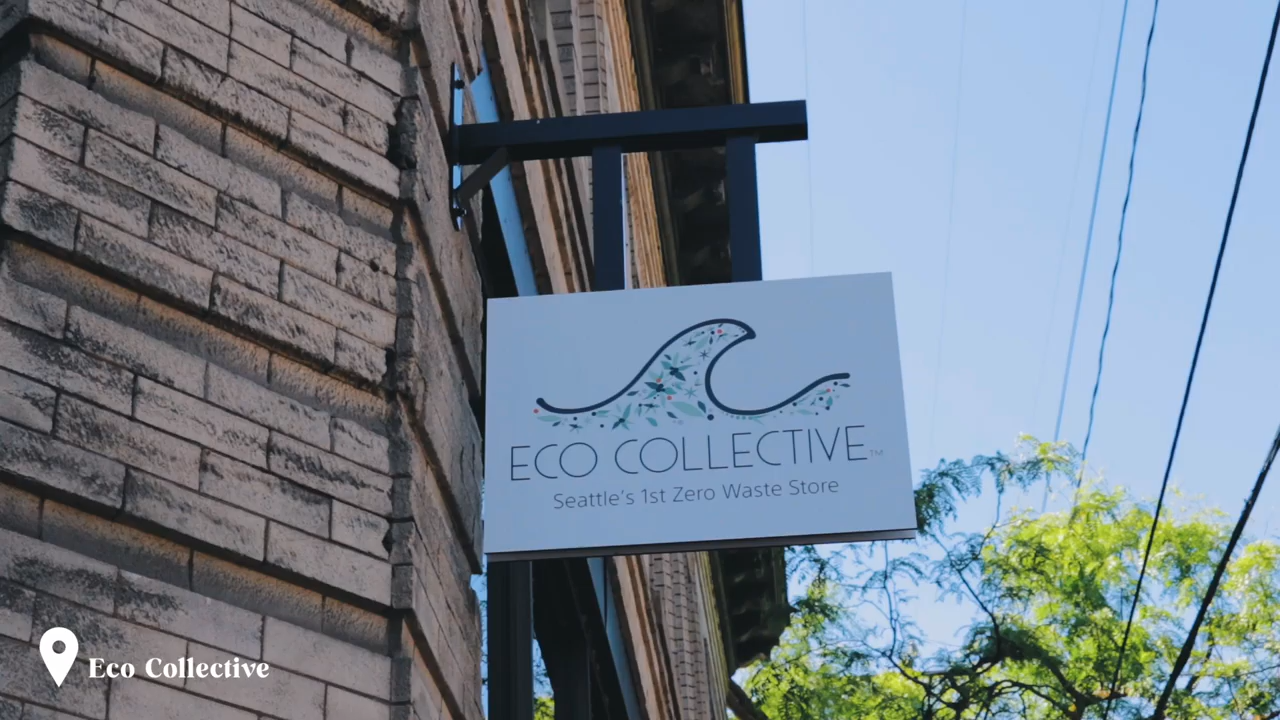 ECO COLLECTIVE™
Seattle's 1st Zero Waste Store
Eco Collective